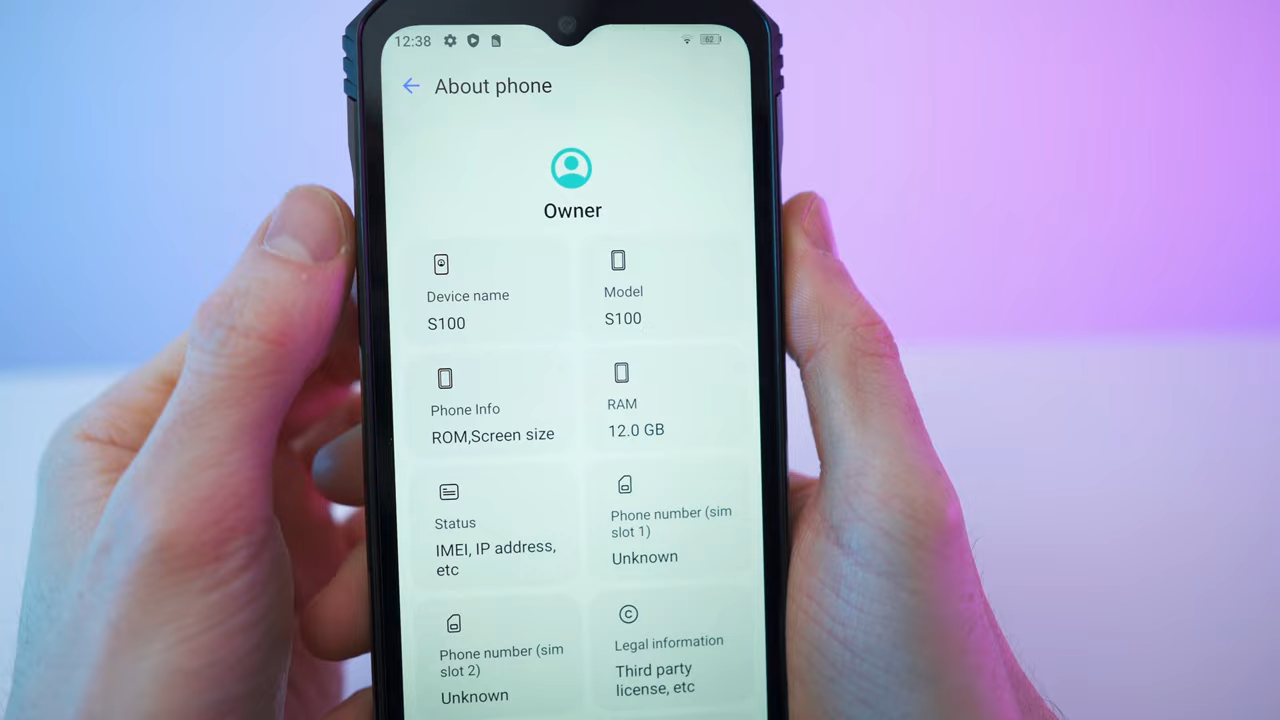 12:38
62
About phone
Owner
Device name
S100
Model
S100
Phone Info
ROM,Screen size
RAM
12.0 GB
Status
IMEI, IP address,
etc
Phone number (sim
slot 1)
Unknown
Phone number (sim
slot 2)
Unknown
Legal information
Third party
license, etc